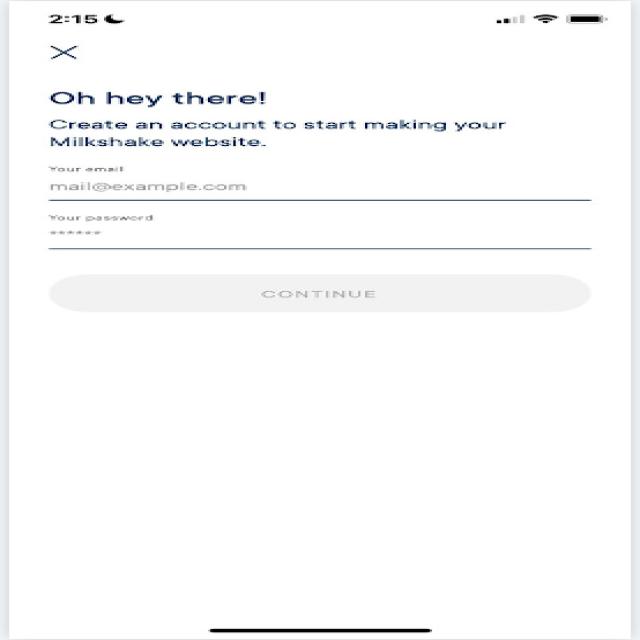 2:15
Oh hey there!
Create an account to start making your
Milkshake website.
Your email
mail@example.com
Your password
******
CONTINUE